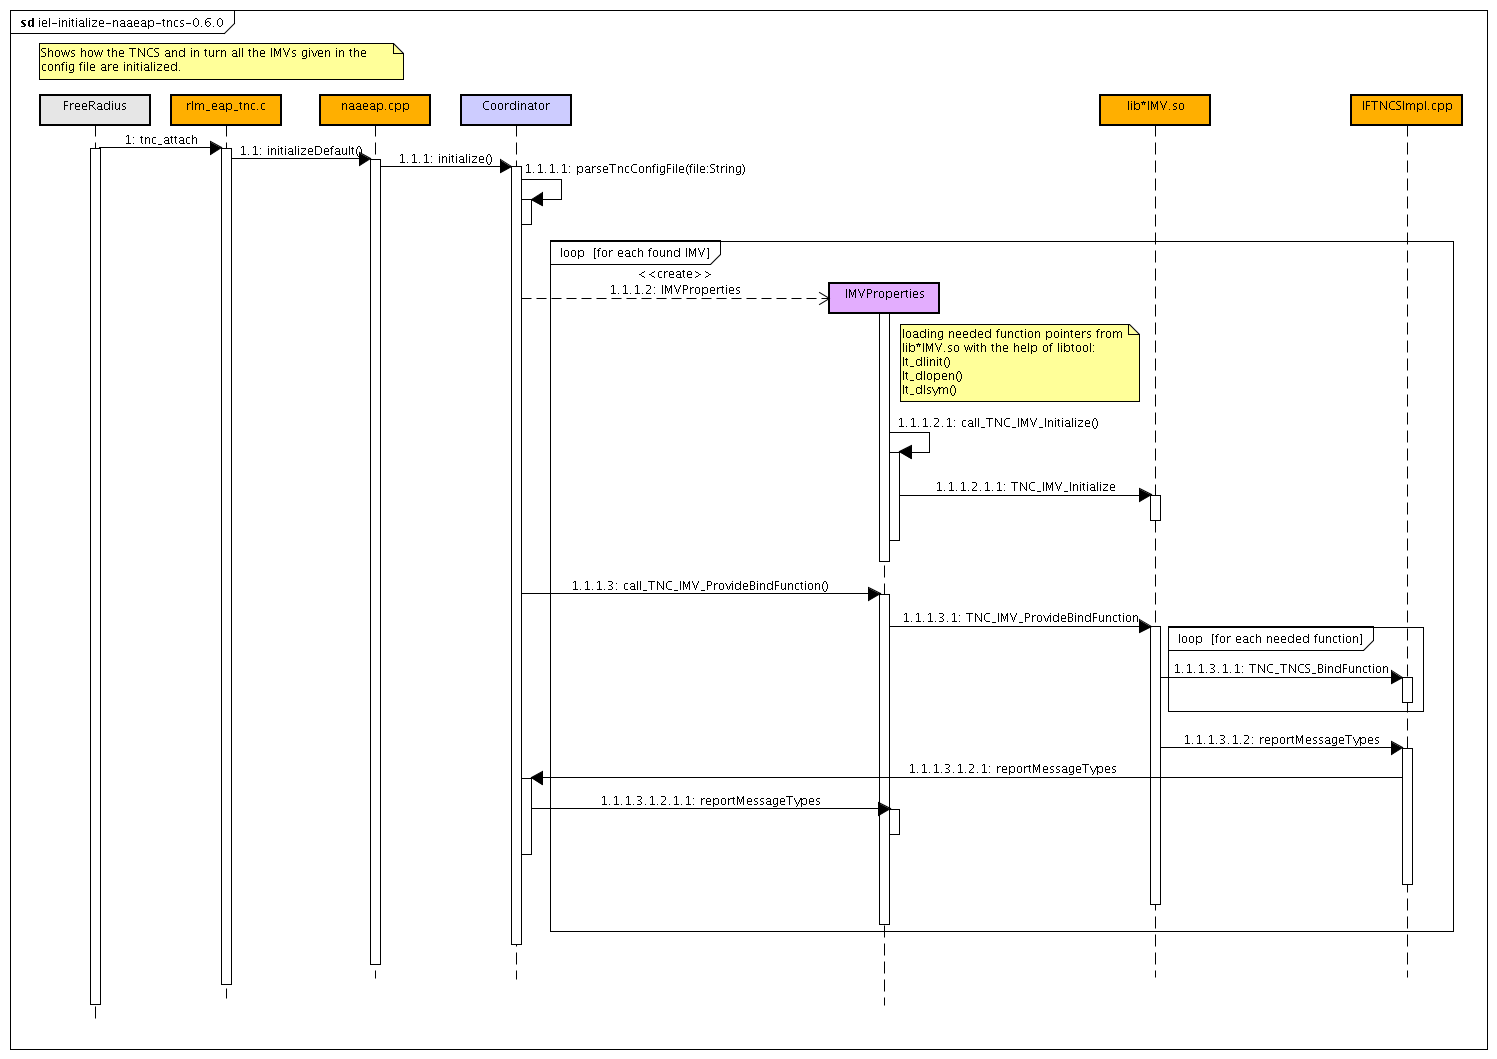 sd iel-initialize-naaeap-tncs-0.6.0
Shows how the TNCS and in turn all the IMVs given in the
config file are initialized.
FreeRadius
rlm_eap_tnc.c
naaeap.cpp
Coordinator
lib*IMV.so
IFTNCSImpl.cpp
1: tnc_attach
1.1: initializeDefault()
1.1.1: initialize()
1.1.1.1: parseTncConfigFile(file:String)
loop [for each found IMV]
<<create>>
1.1.1.2: IMVProperties
IMVProperties
loading needed function pointers from
lib*IMV.so with the help of libtool:
lt_dlinit()
lt_dlopen()
lt_dlsym()
1.1.1.2.1: call_TNC_IMV_Initialize()
1.1.1.2.1.1: TNC_IMV_Initialize
1.1.1.3: call_TNC_IMV_ProvideBindFunction()
1.1.1.3.1: TNC_IMV_ProvideBindFunction
loop [for each needed function]
1.1.1.3.1.1: TNC_TNCS_BindFunction
1.1.1.3.1.2: reportMessageTypes
1.1.1.3.1.2.1: reportMessageTypes
1.1.1.3.1.2.1.1: reportMessageTypes